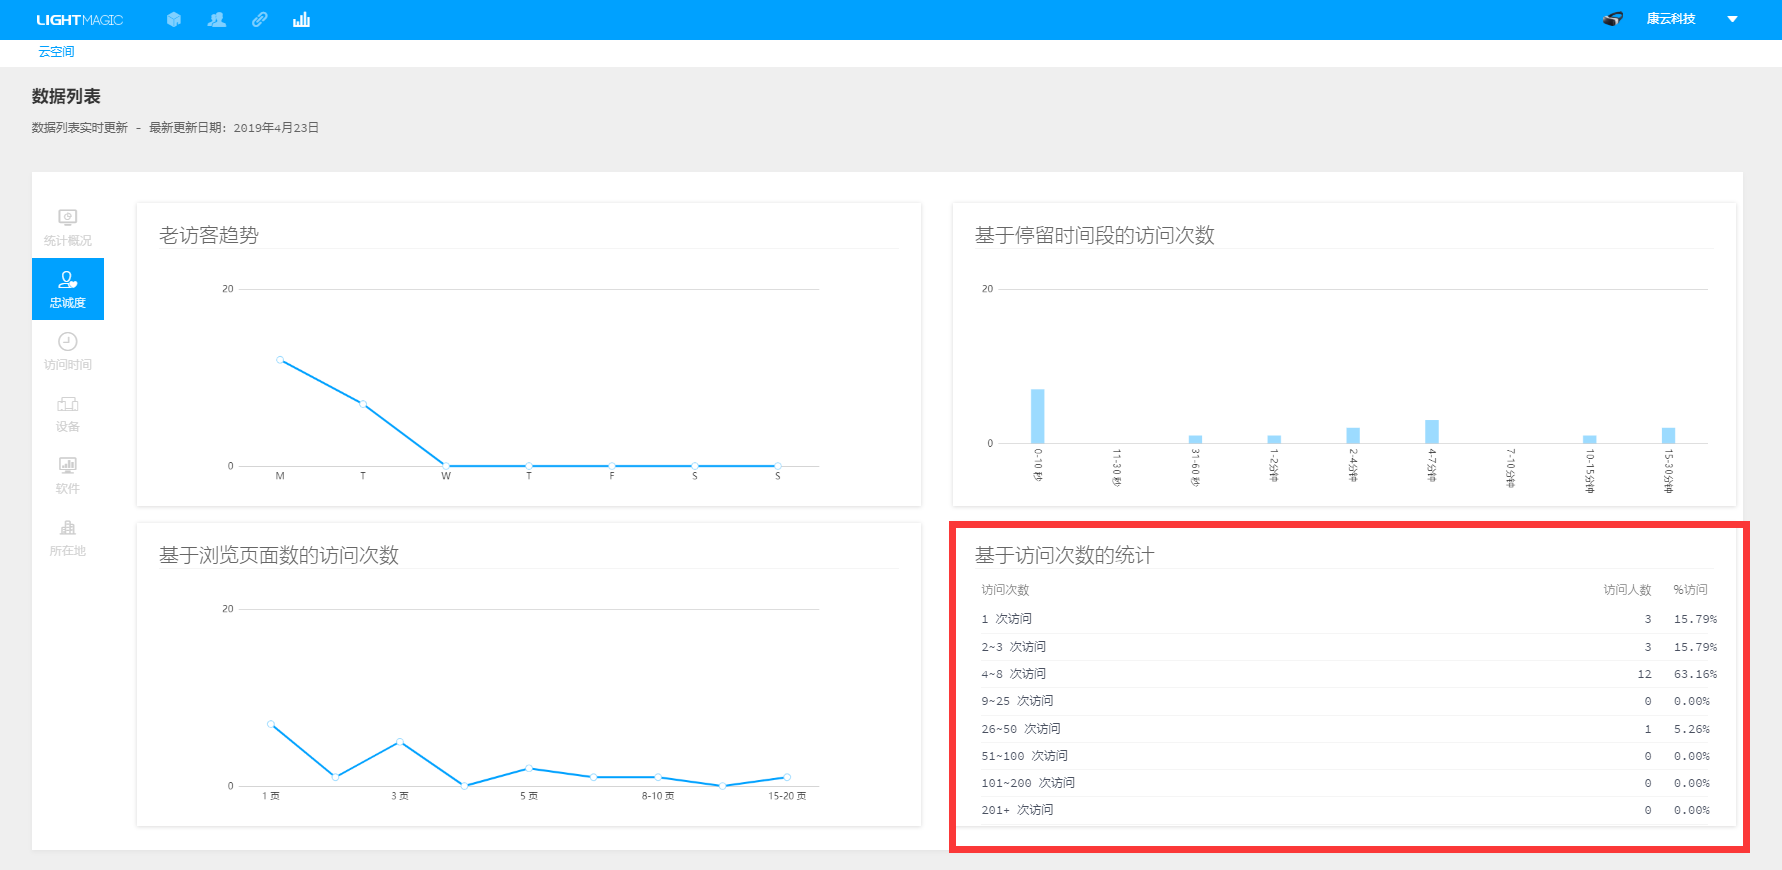 LIGHTMAGIC
康云科技
云空间
数据列表
数据列表实时更新 - 最新更新日期: 2019年4月23日
统计概况
忠诚度
访问时间
设备
软件
所在地
老访客趋势
20
0
M T W T F S S
基于停留时间段的访问次数
20
0
0-10 秒 11-30 秒 31-60 秒 1-2分钟 2-4分钟 4-7分钟 7-10分钟 10-15分钟 15-30分钟
基于浏览页面数的访问次数
20
0
1 页 3 页 5 页 8-10 页 15-20 页
基于访问次数的统计
访问次数 访问人数 %访问
1 次访问 3 15.79%
2~3 次访问 3 15.79%
4~8 次访问 12 63.16%
9~25 次访问 0 0.00%
26~50 次访问 1 5.26%
51~100 次访问 0 0.00%
101~200 次访问 0 0.00%
201+ 次访问 0 0.00%